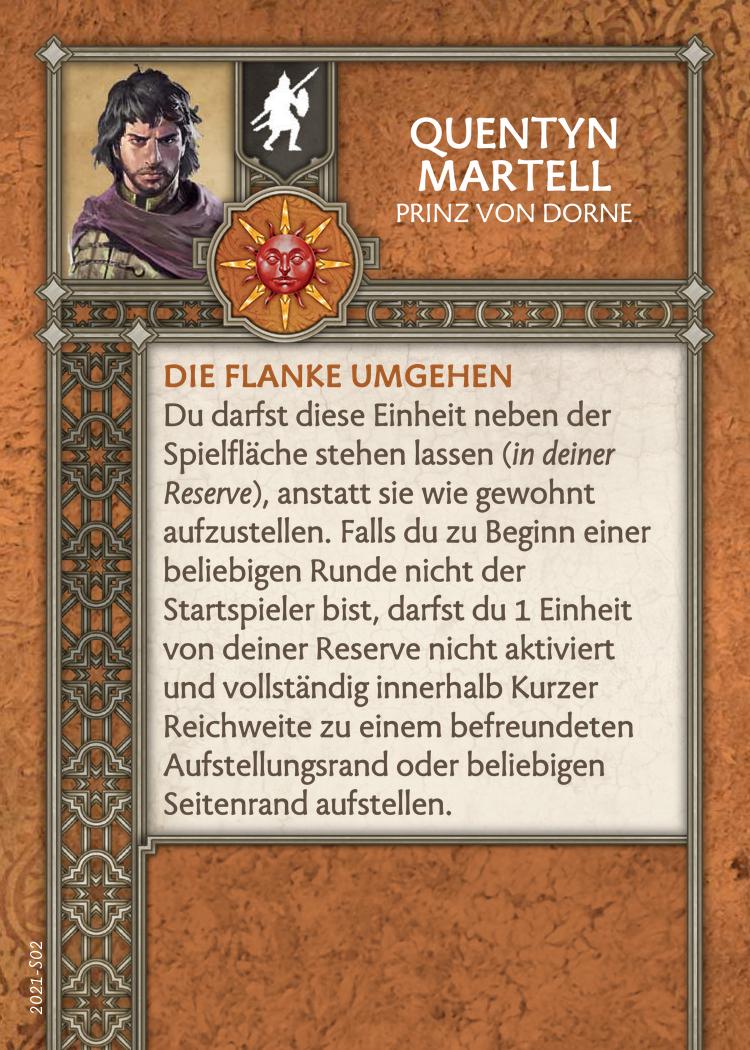 QUENTYN
MARTELL
PRINZ VON DORNE
DIE FLANKE UMGEHEN
Du darfst diese Einheit neben der
Spielfläche stehen lassen (in deiner
Reserve), anstatt sie wie gewohnt
aufzustellen. Falls du zu Beginn einer
beliebigen Runde nicht der
Startspieler bist, darfst du 1 Einheit
von deiner Reserve nicht aktiviert
und vollständig innerhalb Kurzer
Reichweite zu einem befreundeten
Aufstellungsrand oder beliebigen
Seitenrand aufstellen.
2021-S02